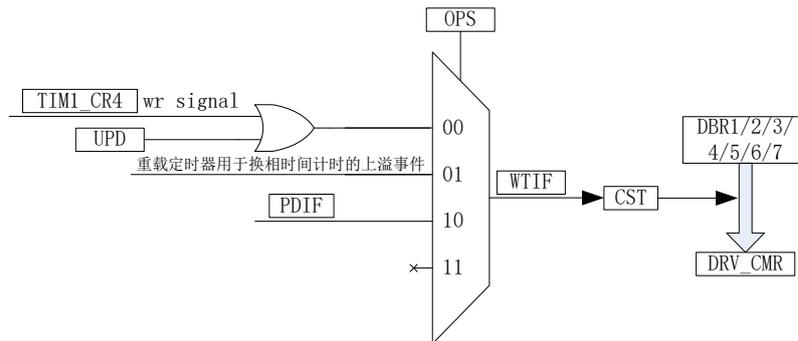 OPS
TIM1_CR4 wr signal
UPD
00
DBR1/2/3/
4/5/6/7
重载定时器用于换相时间计时的上溢事件
01
WTIF
CST
PDIF
10
11
DRV_CMR